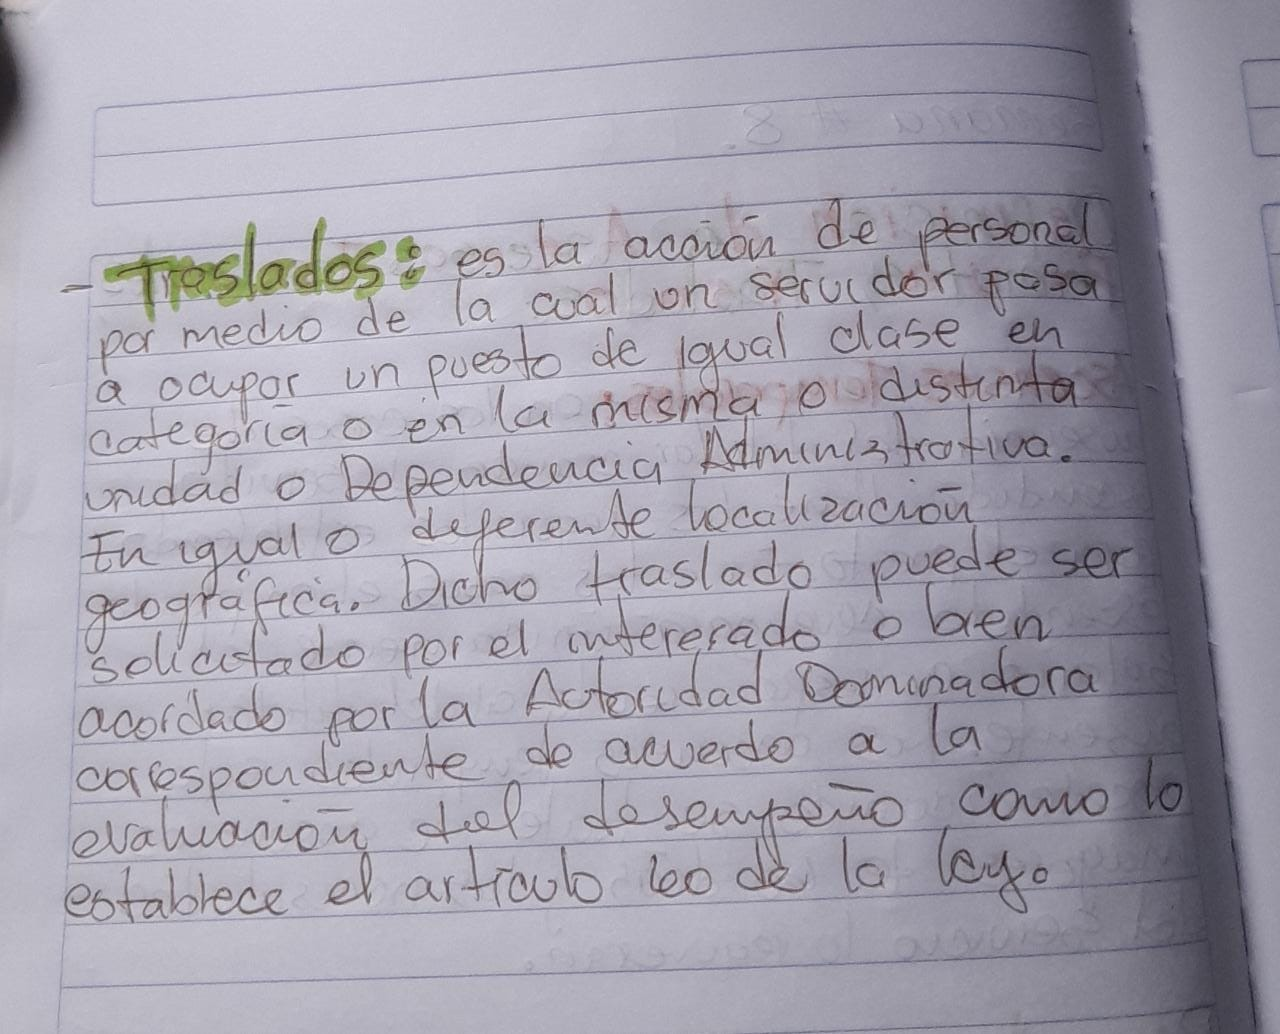 - Traslados: es la acción de personal
por medio de la cual un servidor pasa
a ocupar un puesto de igual clase en
categoría o en la misma o distinta
unidad o Dependencia Administrativa.
En igual o deferente localización
geográfica. Dicho traslado puede ser
solicitado por el interesado o bien
acordado por la Autoridad Dominadora
correspondiente de acuerdo a la
evaluación del desempeño como lo
establece el artículo 60 de la ley.